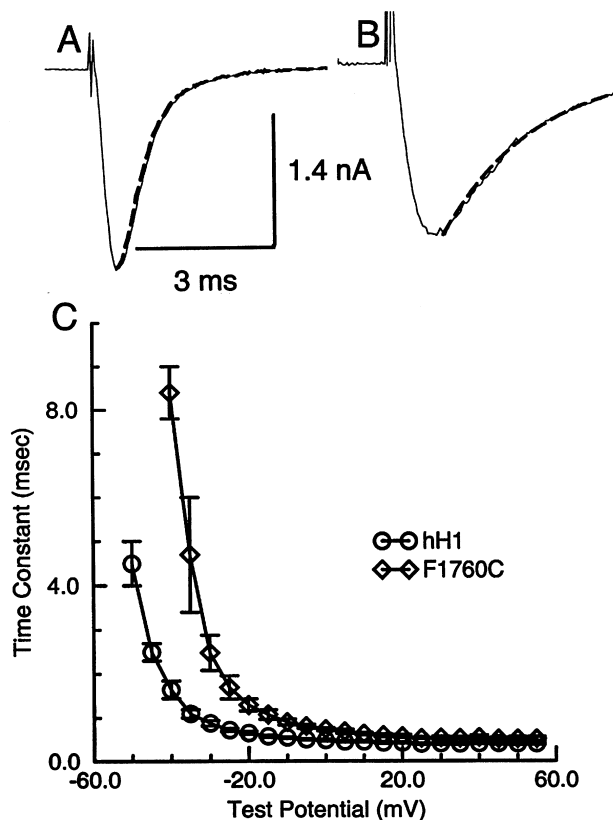 A
B
1.4 nA
3 ms
C
8.0
4.0
0.0
Time Constant (msec)
hH1
F1760C
-60.0
-20.0
20.0
60.0
Test Potential (mV)